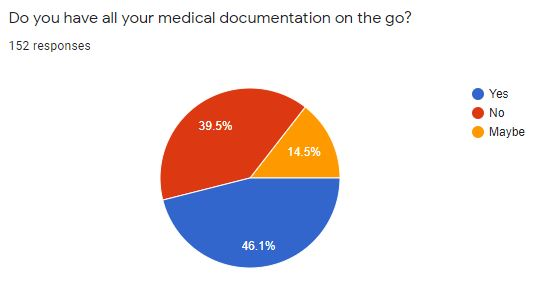 Do you have all your medical documentation on the go?
152 responses
39.5%
14.5%
46.1%
Yes
No
Maybe